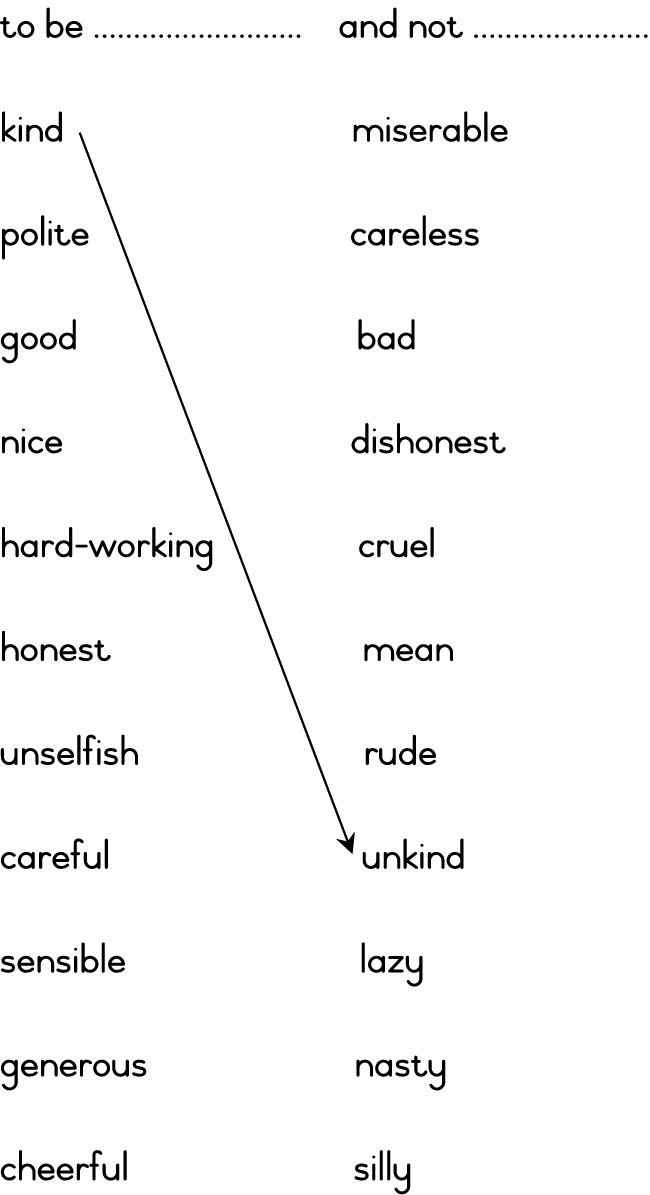 to be .......................... and not ......................
kind miserable
polite careless
good bad
nice dishonest
hard-working cruel
honest mean
unselfish rude
careful unkind
sensible lazy
generous nasty
cheerful silly